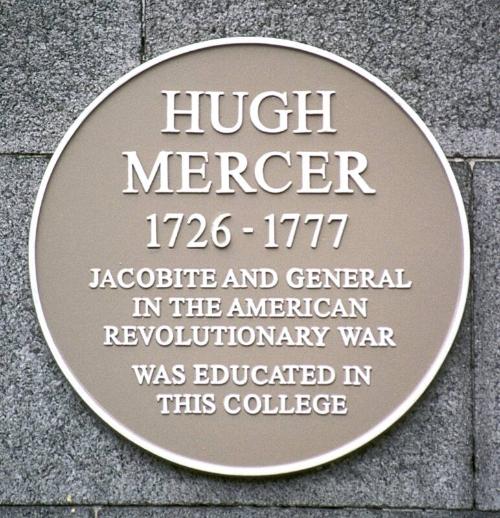 HUGH
MERCER
1726 - 1777
JACOBITE AND GENERAL
IN THE AMERICAN
REVOLUTIONARY WAR
WAS EDUCATED IN
THIS COLLEGE